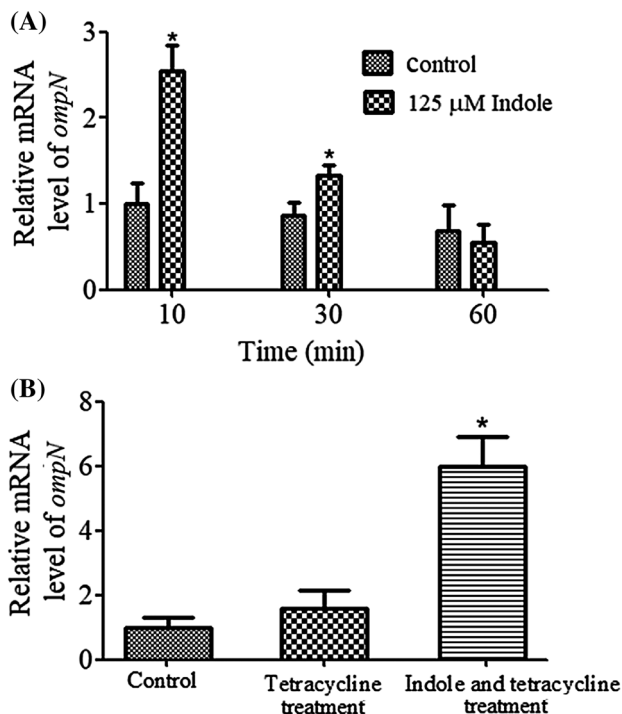 (A)
Relative mRNA
level of ompN
3
2
1
0
*
*
Control
125 µM Indole
10 30 60
Time (min)
(B)
Relative mRNA
level of ompN
8
6
4
2
0
*
Control
Tetracycline
treatment
Indole and tetracycline
treatment